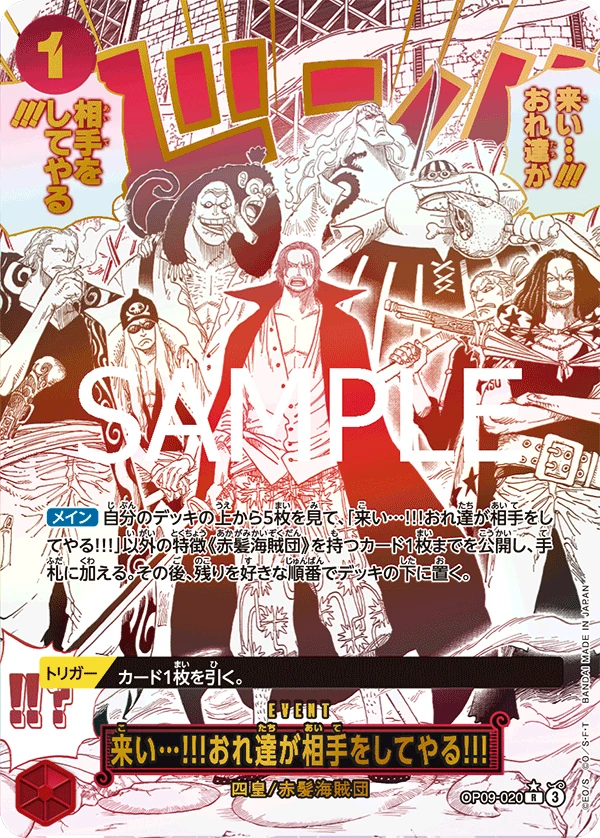 1
来い…!!!
おれ達が
相手を
してやる
!!!
ドーン
SAMPLE
メイン 自分のデッキの上から5枚を見て、「来い…!!!おれ達が相手をし
てやる!!!」以外の特徴《赤髪海賊団》を持つカード1枚までを公開し、手
札に加える。その後、残りを好きな順番でデッキの下に置く。
トリガー カード1枚を引く。
!!?
EVENT
来い…!!!おれ達が相手をしてやる!!!
四皇/赤髪海賊団
OP09-020 R 3
©E.O/S. ©O./S.・F・T BANDAI MADE IN JAPAN